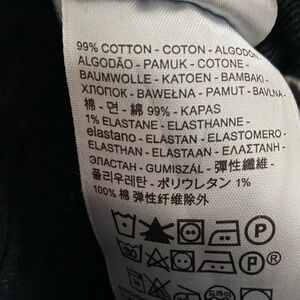 99% COTTON - COTON - ALGODÓN
ALGODÃO - PAMUK - COTONE -
BAUMWOLLE - KATOEN - BAMBAKI
ХЛОПОК - BAWEŁNA - PAMUT - BAVLNA
棉 - 면 - 綿 99% - KAPAS
1% ELASTANE - ELASTHANNE -
elastano - ELASTAN - ELASTOMERO -
ELASTHAN - ELASTAAN - ΕΛΑΣΤΑΝΗ -
ЭЛАСТАН - GUMISZÁL - 彈性纖維 -
폴리우레탄 - ポリウレタン 1%
100% 棉 弹性纤维除外
P
30
P